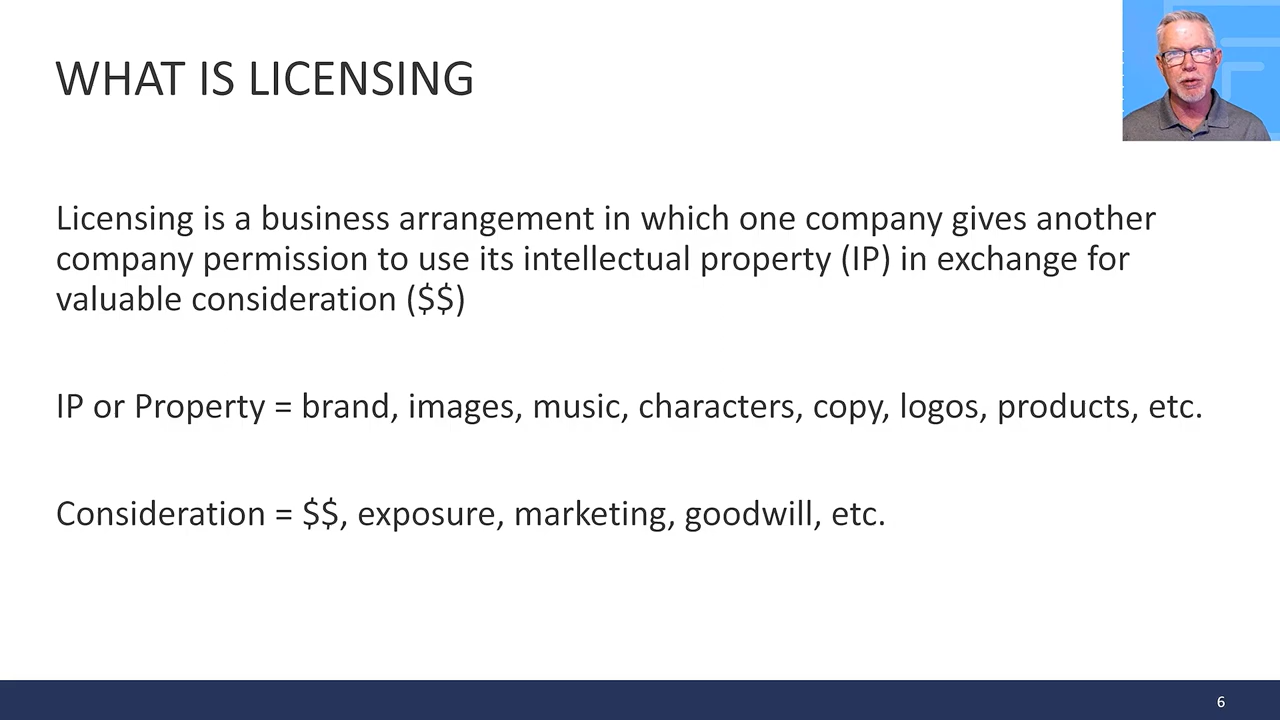 WHAT IS LICENSING
Licensing is a business arrangement in which one company gives another
company permission to use its intellectual property (IP) in exchange for
valuable consideration ($$)
IP or Property = brand, images, music, characters, copy, logos, products, etc.
Consideration = $$, exposure, marketing, goodwill, etc.
6